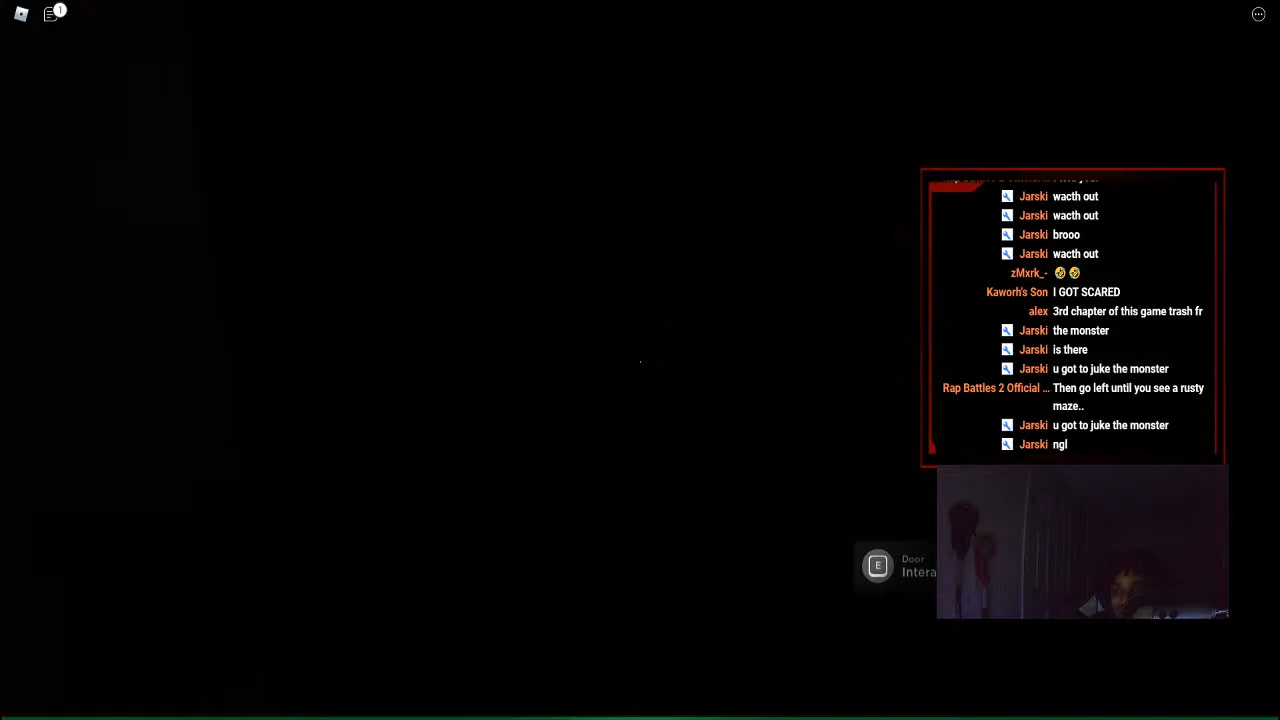 1
Jarski wacth out
Jarski wacth out
Jarski brooo
Jarski wacth out
zMxrk_- 🤣 🤣
Kaworh's Son I GOT SCARED
alex 3rd chapter of this game trash fr
Jarski the monster
Jarski is there
Jarski u got to juke the monster
Rap Battles 2 Official ... Then go left until you see a rusty
maze..
Jarski u got to juke the monster
Jarski ngl
Door
E Intera